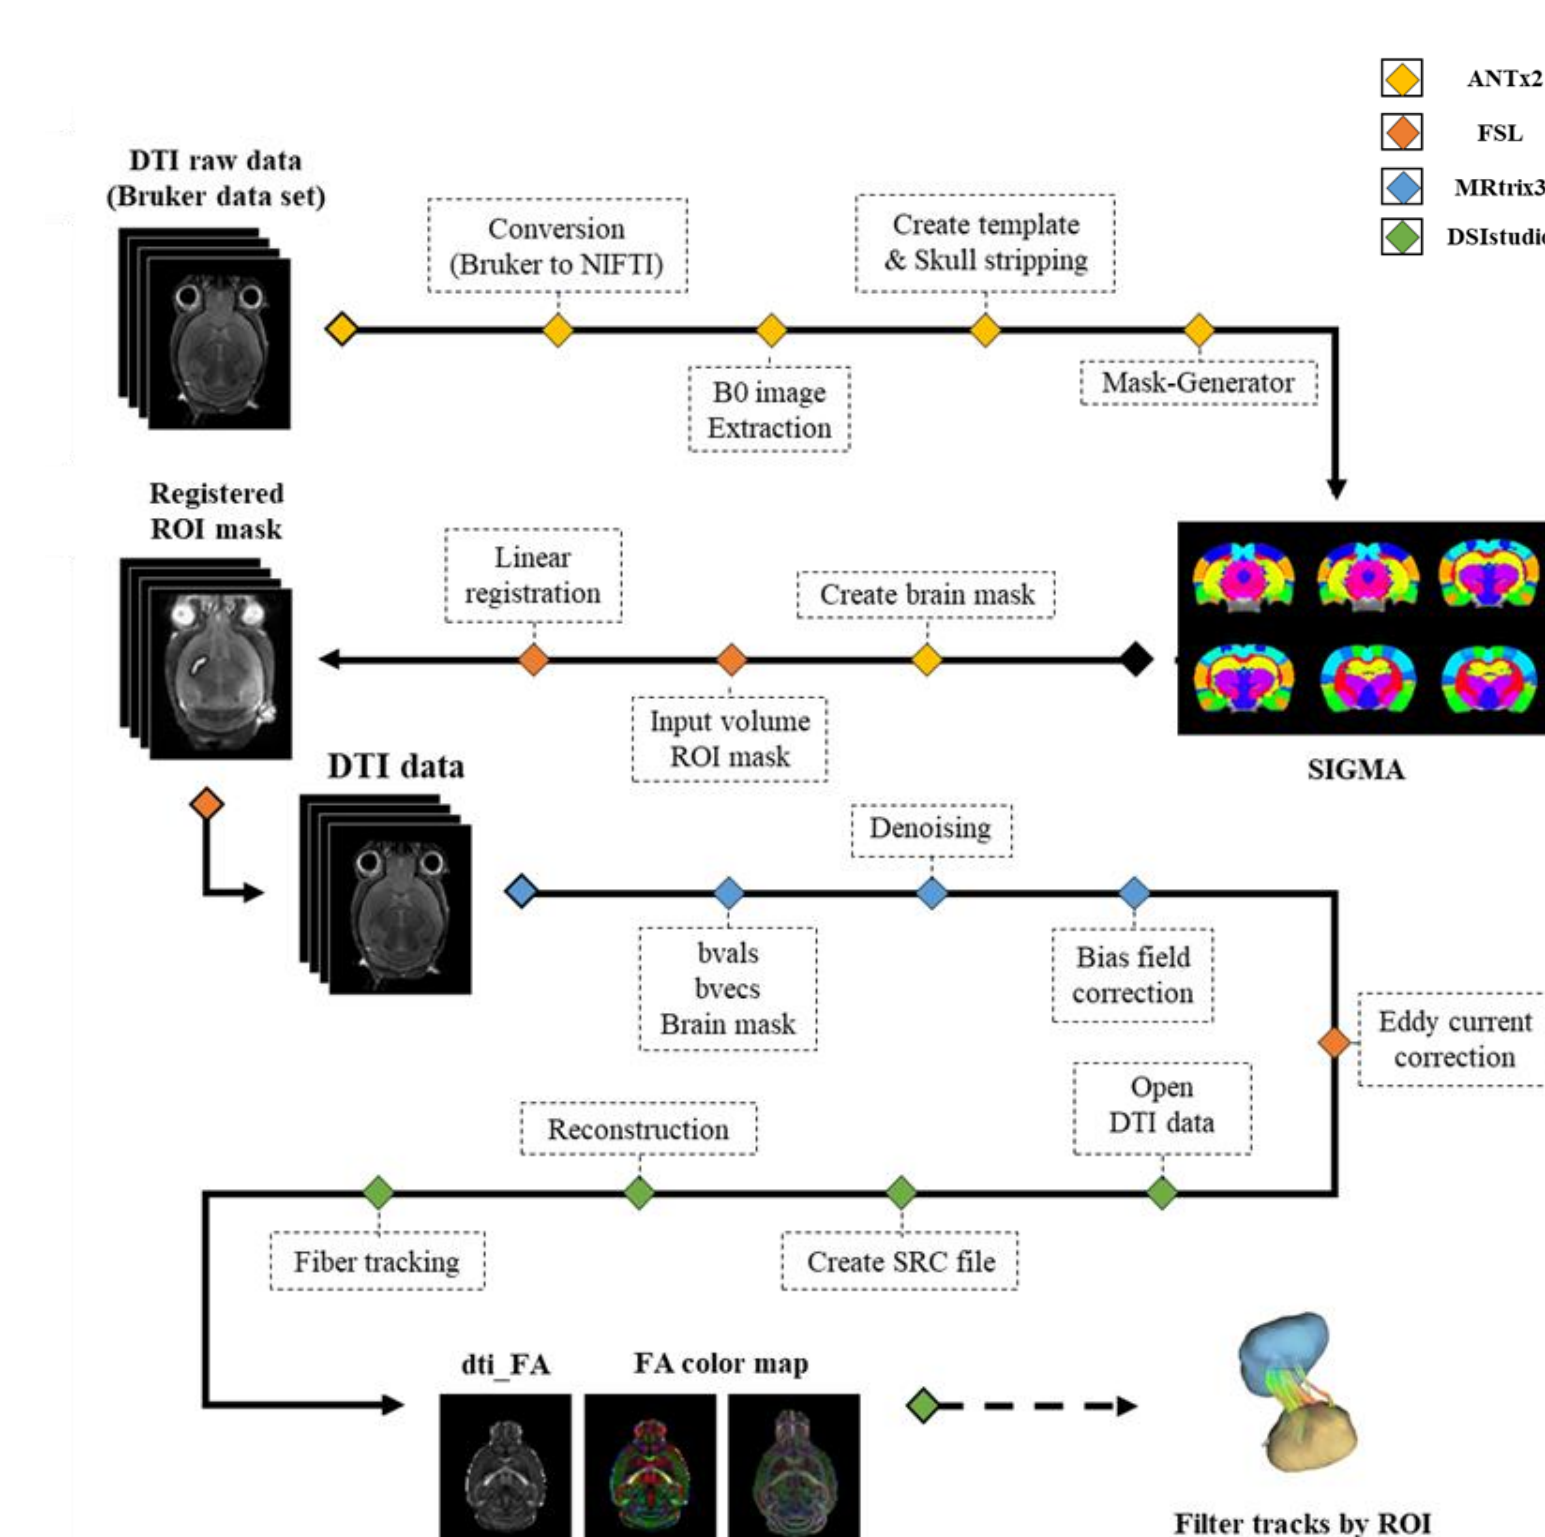 ANTx2
FSL
MRtrix3
DSIstudio
DTI raw data
(Bruker data set)
Conversion
(Bruker to NIFTI)
Create template
& Skull stripping
B0 image
Extraction
Mask-Generator
Registered
ROI mask
Linear
registration
Create brain mask
Input volume
ROI mask
SIGMA
DTI data
Denoising
bvals
bvecs
Brain mask
Bias field
correction
Eddy current
correction
Open
DTI data
Reconstruction
Fiber tracking
Create SRC file
dti_FA
FA color map
Filter tracks by ROI